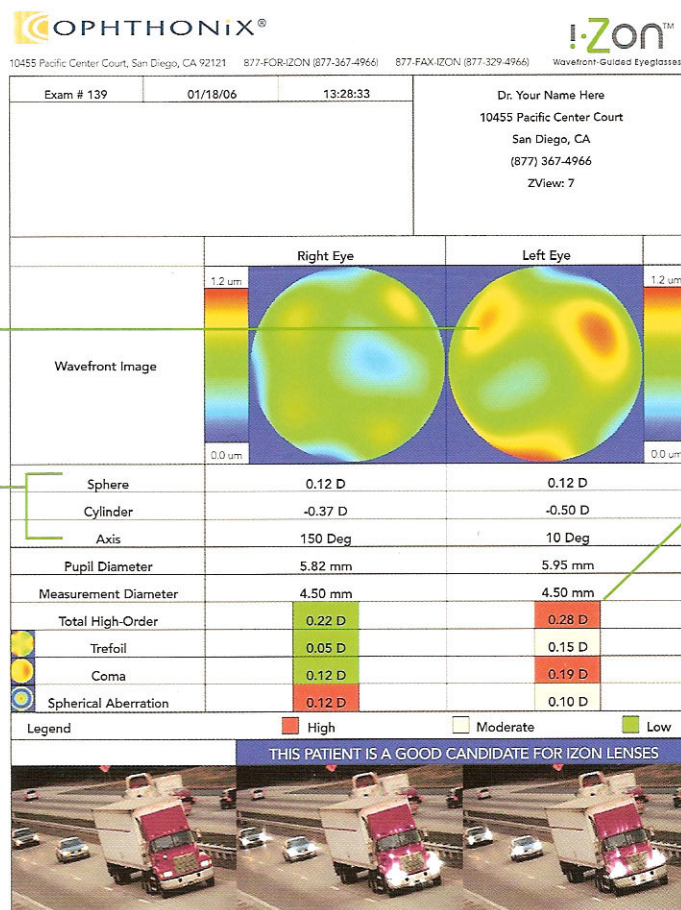 OPHTHONiX®
i·Zon™
10455 Pacific Center Court, San Diego, CA 92121 877-FOR-IZON (877-367-4966) 877-FAX-IZON (877-329-4966) Wavefront-Guided Eyeglasses
Exam # 139 01/18/06 13:28:33
Dr. Your Name Here
10455 Pacific Center Court
San Diego, CA
(877) 367-4966
ZView: 7
Right Eye Left Eye
1.2 um 1.2 um
Wavefront Image
0.0 um 0.0 um
Sphere 0.12 D 0.12 D
Cylinder -0.37 D -0.50 D
Axis 150 Deg 10 Deg
Pupil Diameter 5.82 mm 5.95 mm
Measurement Diameter 4.50 mm 4.50 mm
Total High-Order 0.22 D 0.28 D
Trefoil 0.05 D 0.15 D
Coma 0.12 D 0.19 D
Spherical Aberration 0.12 D 0.10 D
Legend High Moderate Low
THIS PATIENT IS A GOOD CANDIDATE FOR IZON LENSES